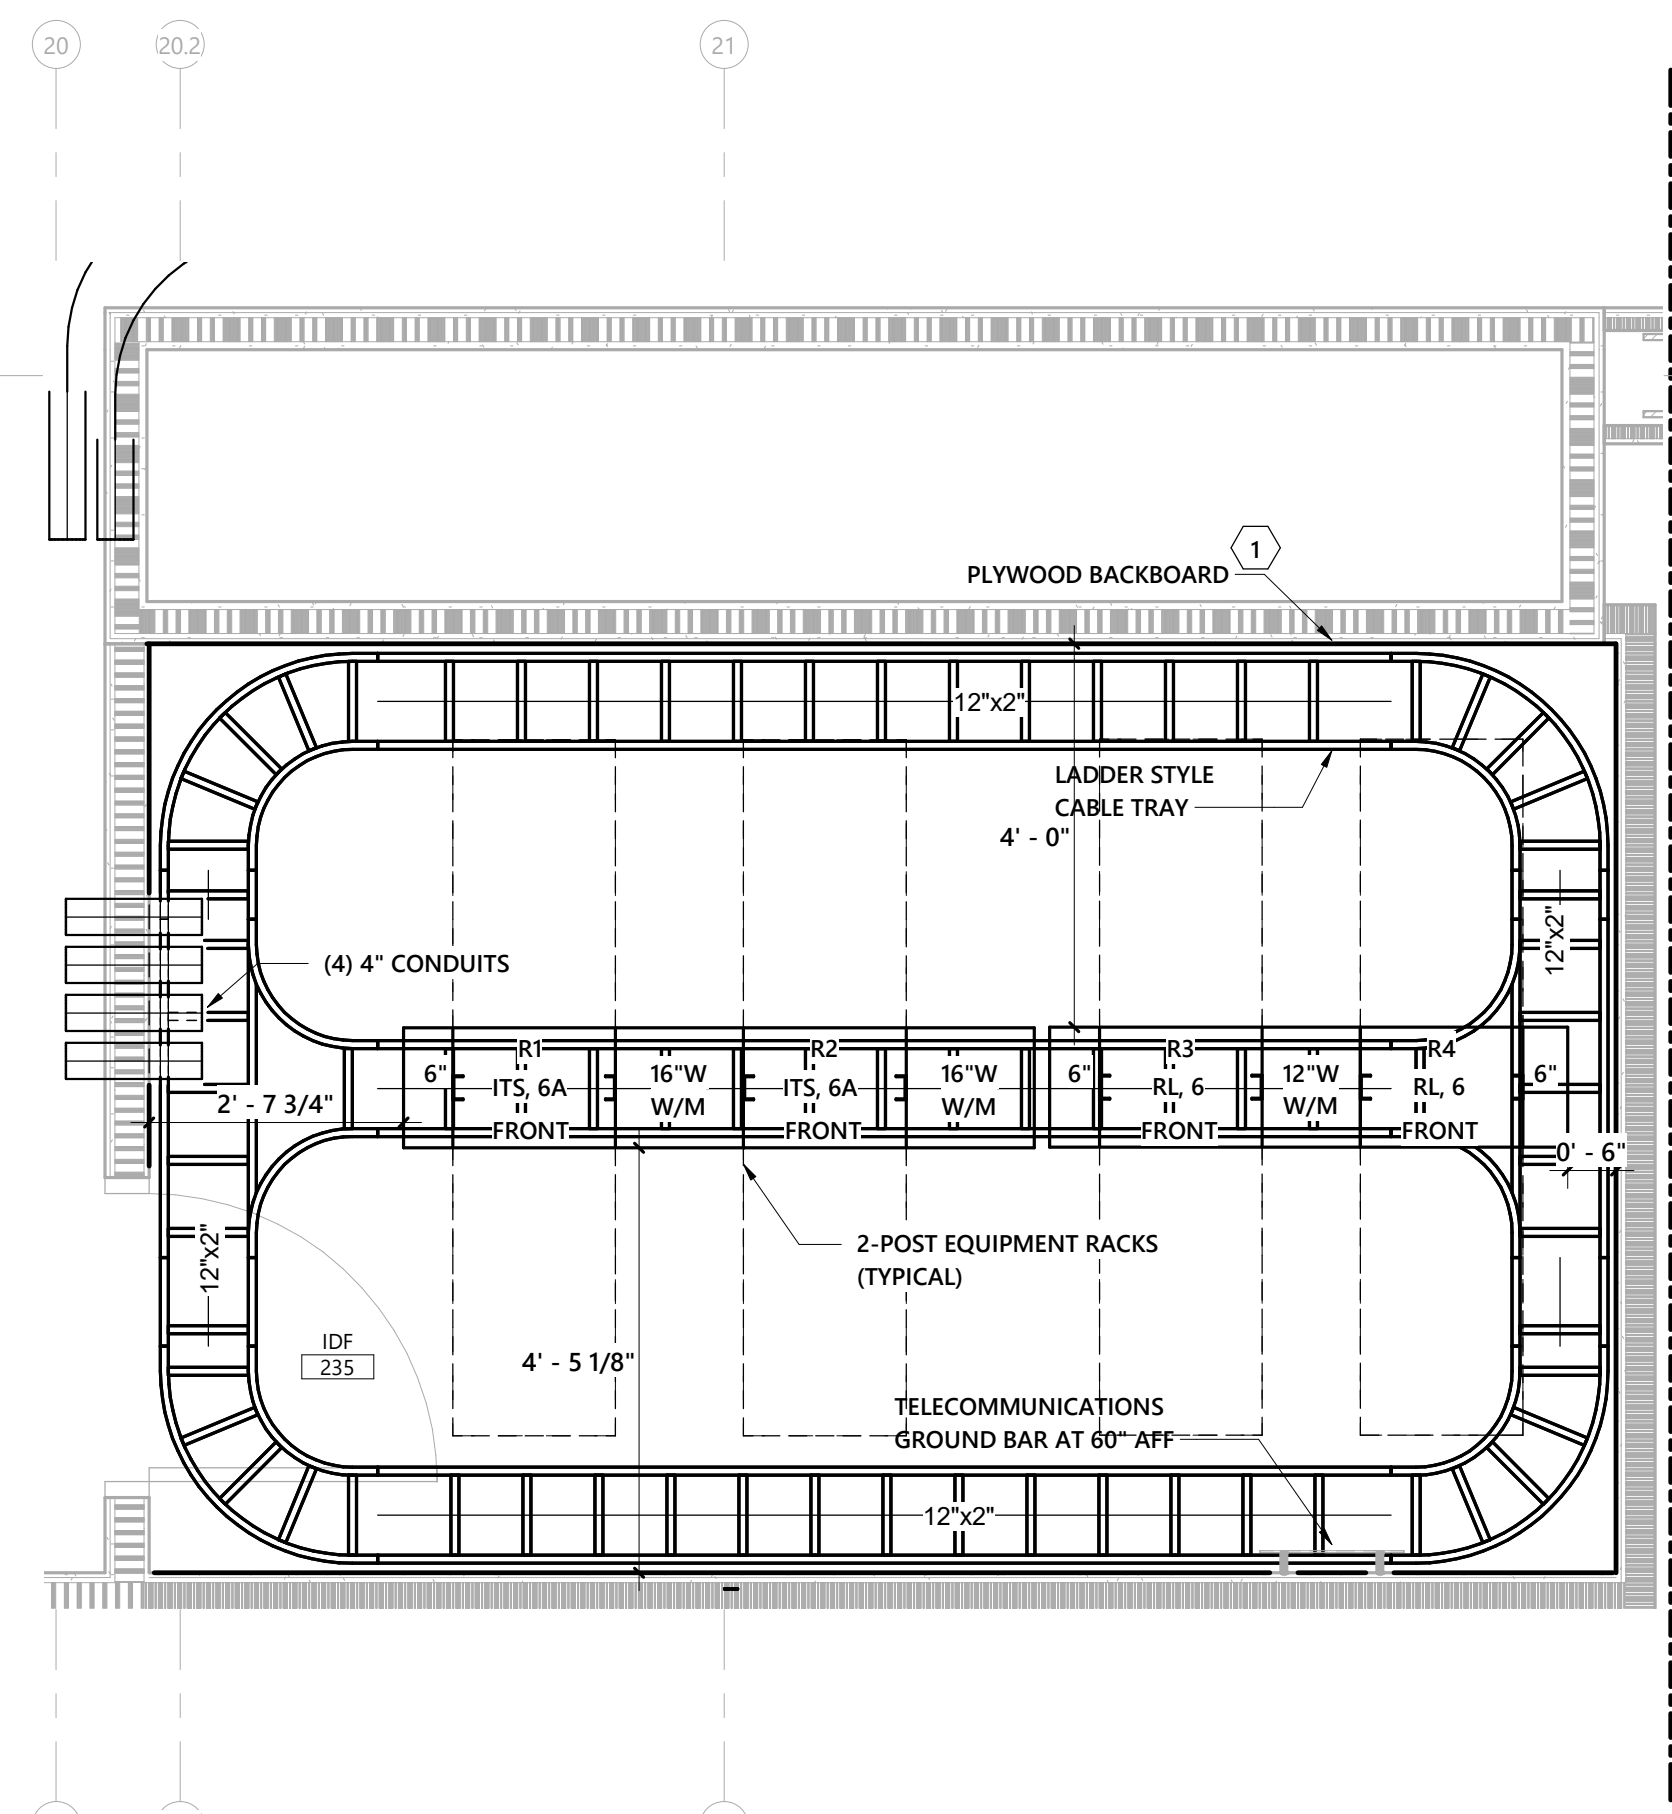 20
20.2
21
1
PLYWOOD BACKBOARD
12"x2"
LADDER STYLE
CABLE TRAY
4' - 0"
12"x2"
(4) 4" CONDUITS
R1
R2
R3
R4
6"
ITS, 6A
16"W
W/M
ITS, 6A
16"W
W/M
6"
RL, 6
12"W
W/M
RL, 6
6"
2' - 7 3/4"
FRONT
FRONT
FRONT
FRONT
0' - 6"
12"x2"
2-POST EQUIPMENT RACKS
(TYPICAL)
IDF
235
4' - 5 1/8"
TELECOMMUNICATIONS
GROUND BAR AT 60" AFF
12"x2"